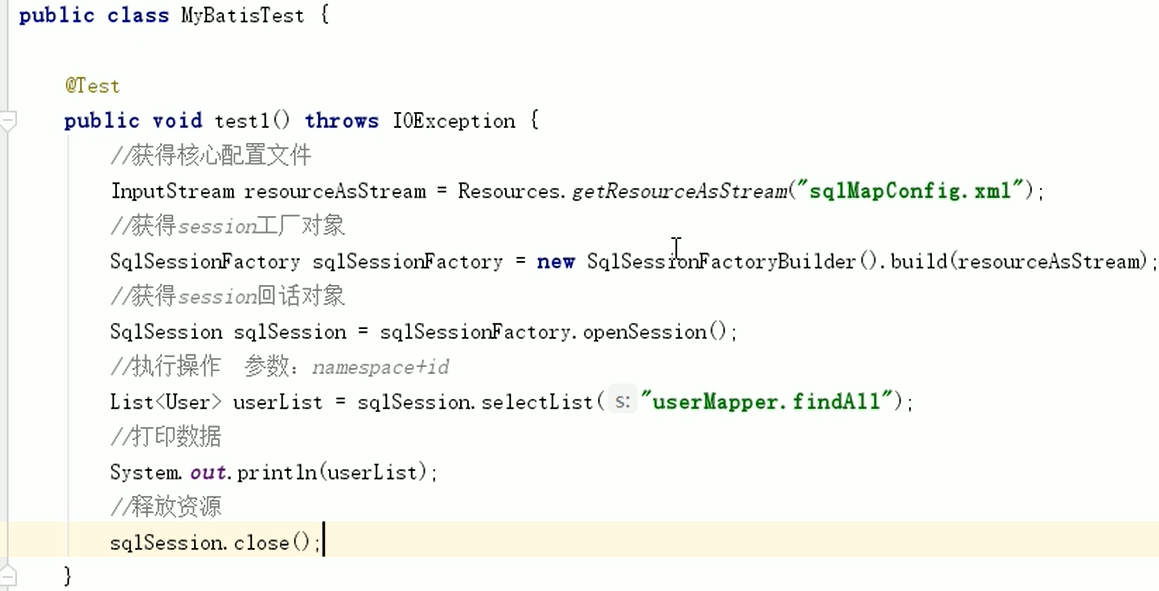 public class MyBatisTest {
@Test
public void test1() throws IOException {
//获得核心配置文件
InputStream resourceAsStream = Resources.getResourceAsStream("sqlMapConfig.xml");
//获得session工厂对象
SqlSessionFactory sqlSessionFactory = new SqlSessionFactoryBuilder().build(resourceAsStream);
//获得session回话对象
SqlSession sqlSession = sqlSessionFactory.openSession();
//执行操作  参数：namespace+id
List<User> userList = sqlSession.selectList( s: "userMapper.findAll");
//打印数据
System.out.println(userList);
//释放资源
sqlSession.close();
}